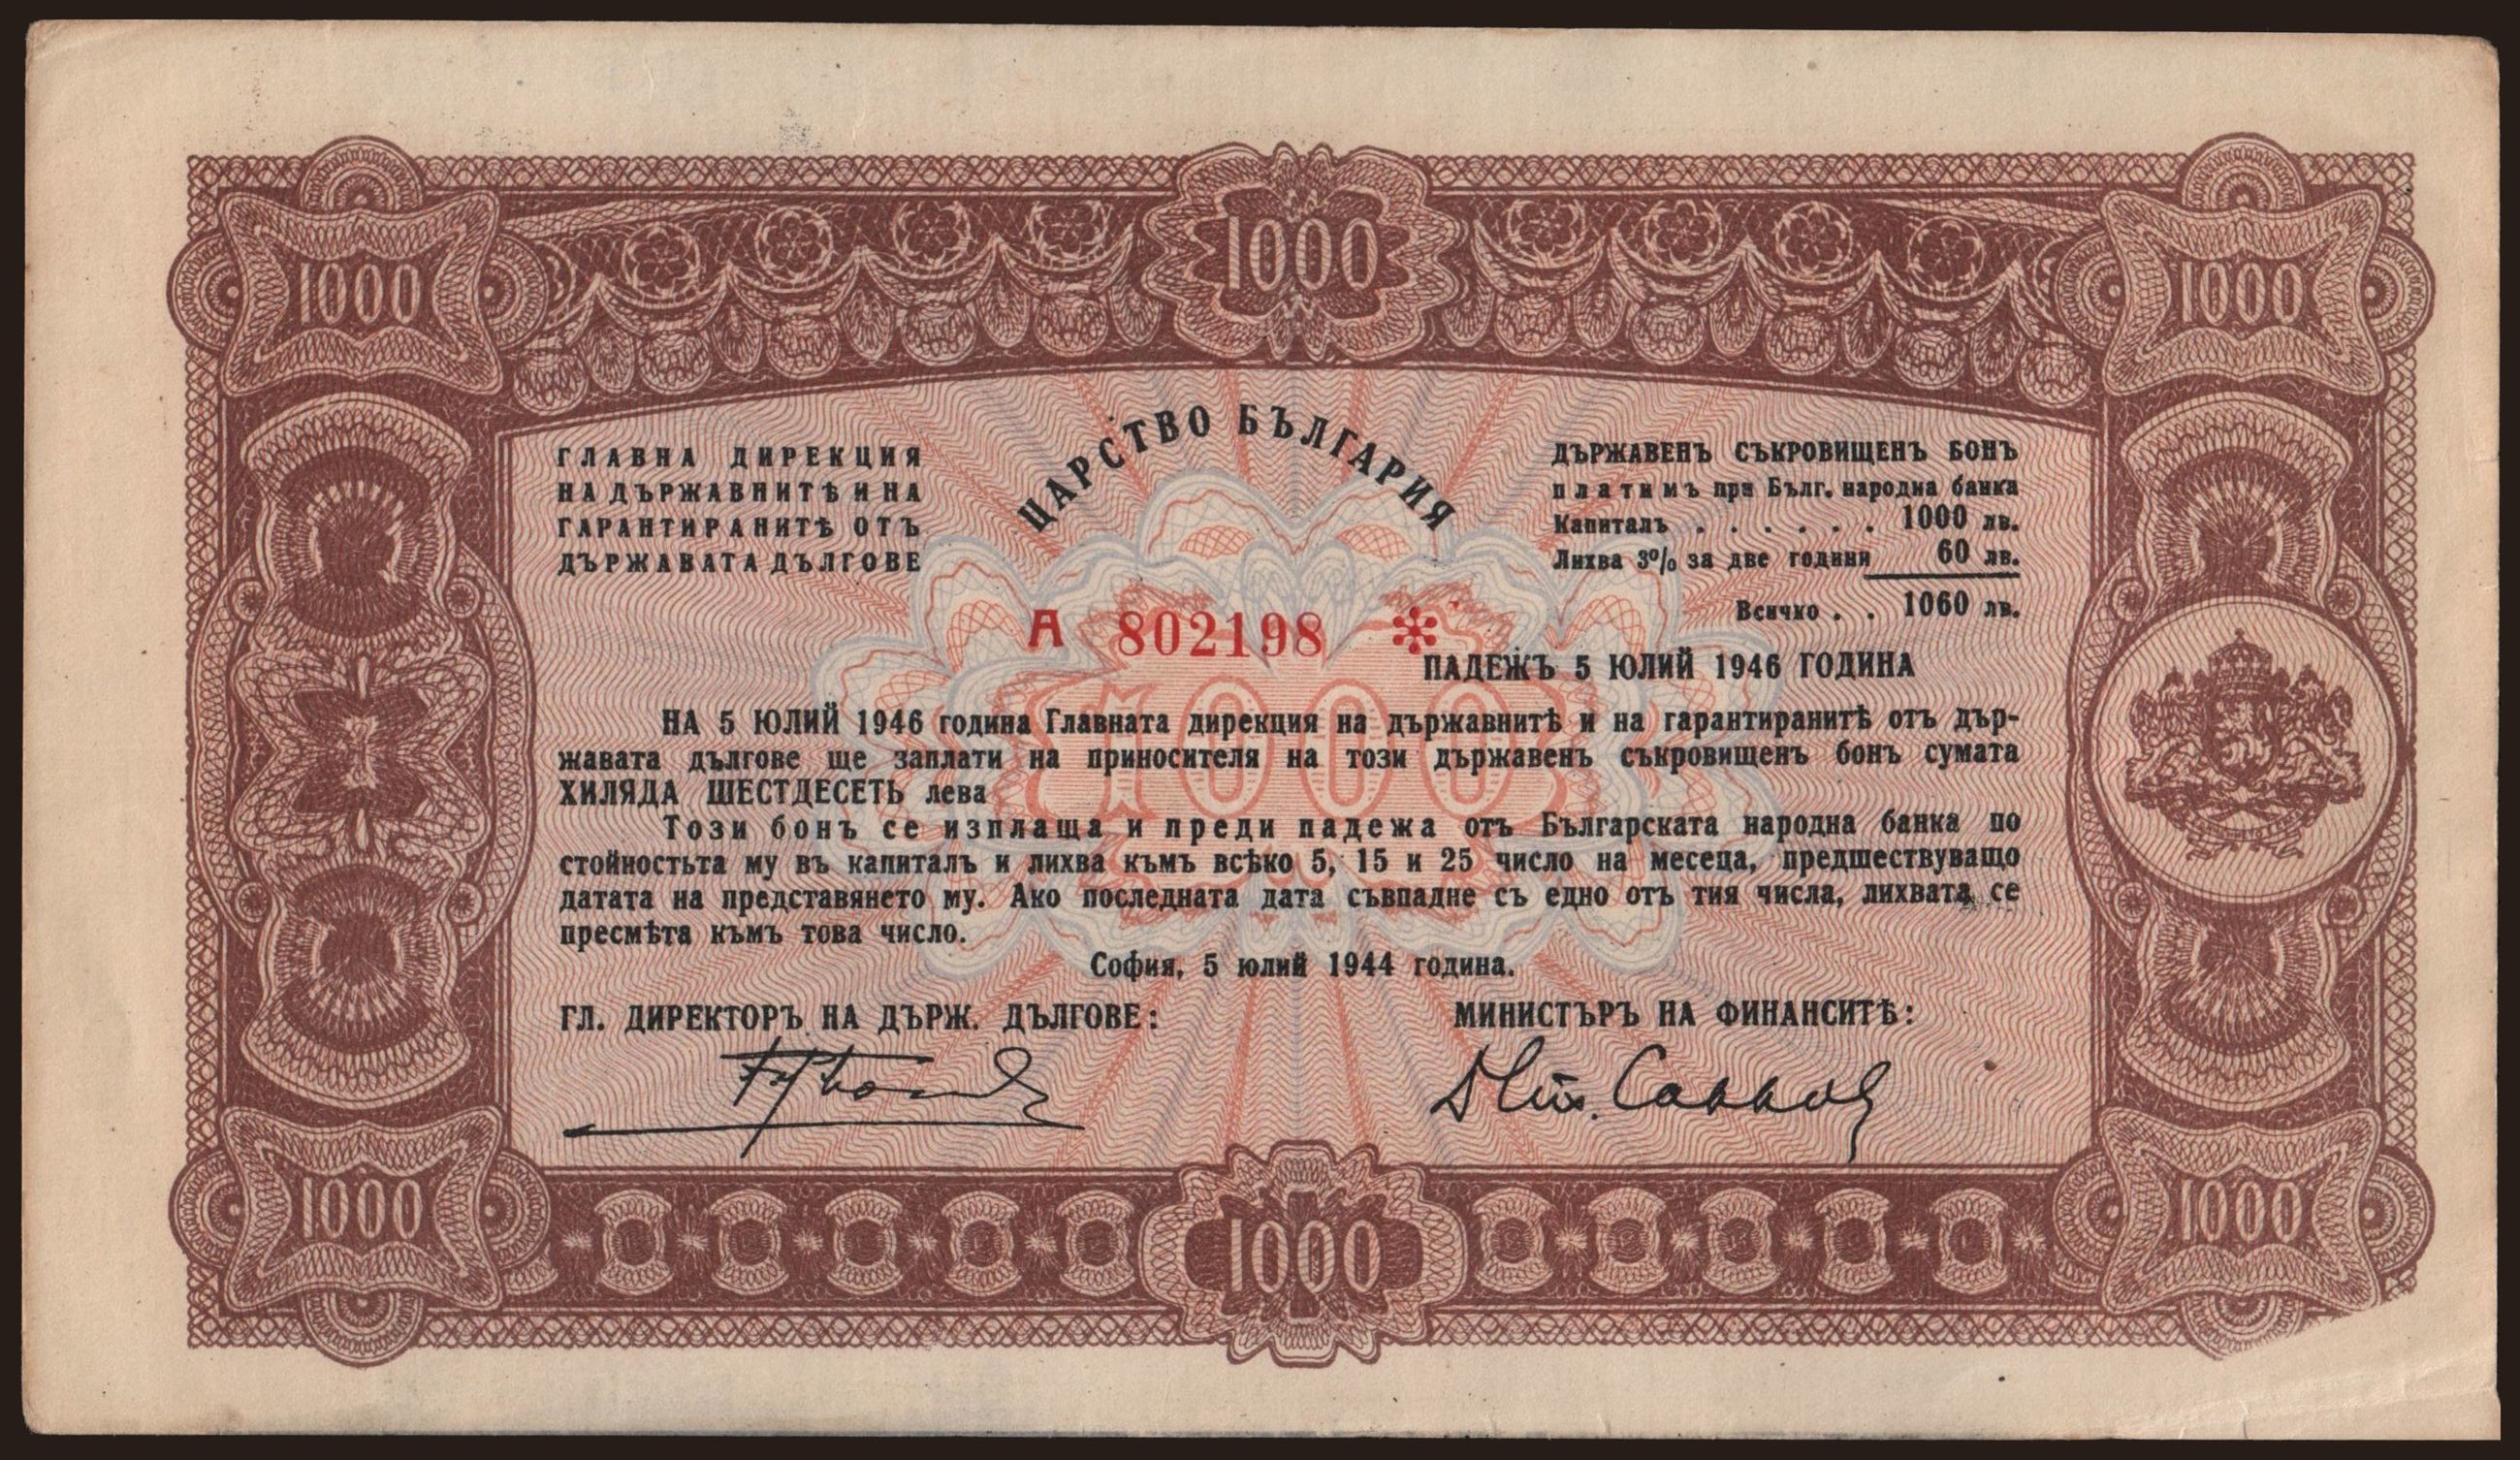 1000
1000
1000
ЦАРСТВО БЪЛГАРИЯ
ГЛАВНА ДИРЕКЦИЯ
НА ДЪРЖАВНИТѢ И НА
ГАРАНТИРАНИТѢ ОТЪ
ДЪРЖАВАТА ДЪЛГОВЕ
ДЪРЖАВЕНЪ СЪКРОВИЩЕНЪ БОНЪ
платимъ при Бълг. народна банка
Капиталъ . . . . . . 1000 лв.
Лихва 3% за две години 60 лв.
Всичко . . 1060 лв.
А 802198 *
ПАДЕЖЪ 5 ЮЛИЙ 1946 ГОДИНА
1000
НА 5 ЮЛИЙ 1946 година Главната дирекция на държавнитѣ и на гарантиранитѣ отъ дър-
жавата дългове ще заплати на приносителя на този държавенъ съкровищенъ бонъ сумата
ХИЛЯДА ШЕСТДЕСЕТЬ лева
Този бонъ се изплаща и преди падежа отъ Българската народна банка по
стойностьта му въ капиталъ и лихва къмъ всѣко 5, 15 и 25 число на месеца, предшествуващо
датата на представянето му. Ако последната дата съвпадне съ едно отъ тия числа, лихвата се
пресмѣта къмъ това число.
София, 5 юлий 1944 година.
ГЛ. ДИРЕКТОРЪ НА ДЪРЖ. ДЪЛГОВЕ:
МИНИСТЪРЪ НА ФИНАНСИТѢ:
1000
1000
1000